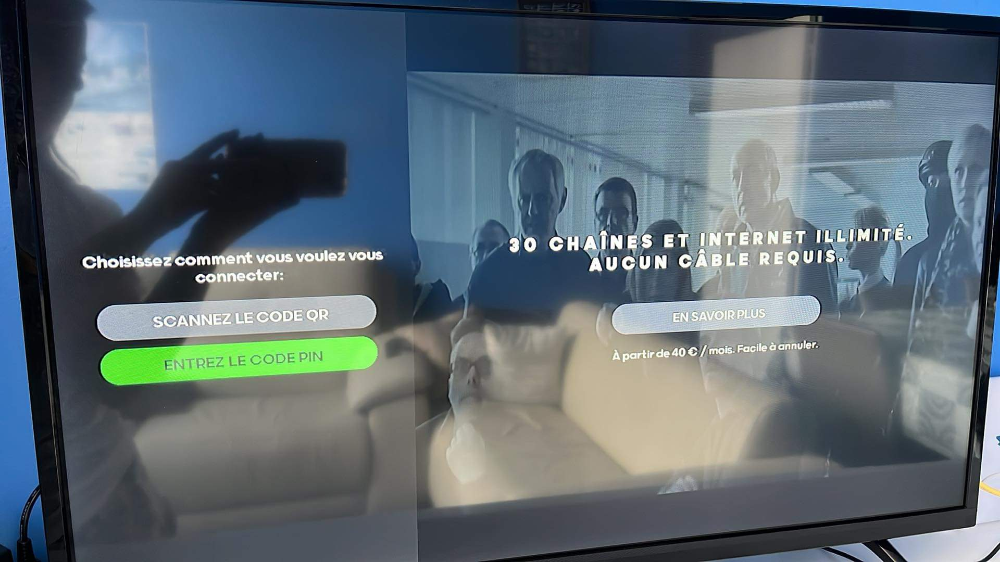 Choisissez comment vous voulez vous
connecter:
SCANNEZ LE CODE QR
ENTREZ LE CODE PIN
30 CHAÎNES ET INTERNET ILLIMITÉ.
AUCUN CÂBLE REQUIS.
EN SAVOIR PLUS
À partir de 40 € / mois. Facile à annuler.